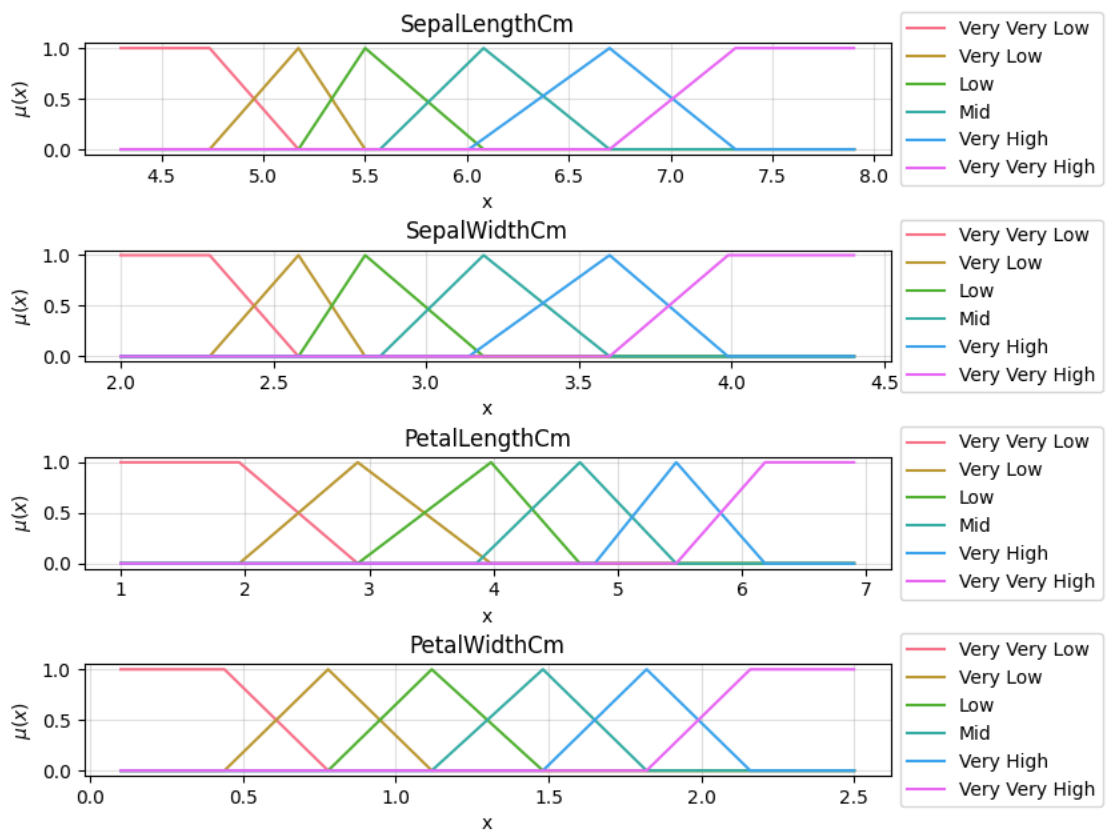 SepalLengthCm
1.0
0.5
0.0
μ(x)
4.5 5.0 5.5 6.0 6.5 7.0 7.5 8.0
x
Very Very Low
Very Low
Low
Mid
Very High
Very Very High
SepalWidthCm
1.0
0.5
0.0
μ(x)
2.0 2.5 3.0 3.5 4.0 4.5
x
Very Very Low
Very Low
Low
Mid
Very High
Very Very High
PetalLengthCm
1.0
0.5
0.0
μ(x)
1 2 3 4 5 6 7
x
Very Very Low
Very Low
Low
Mid
Very High
Very Very High
PetalWidthCm
1.0
0.5
0.0
μ(x)
0.0 0.5 1.0 1.5 2.0 2.5
x
Very Very Low
Very Low
Low
Mid
Very High
Very Very High